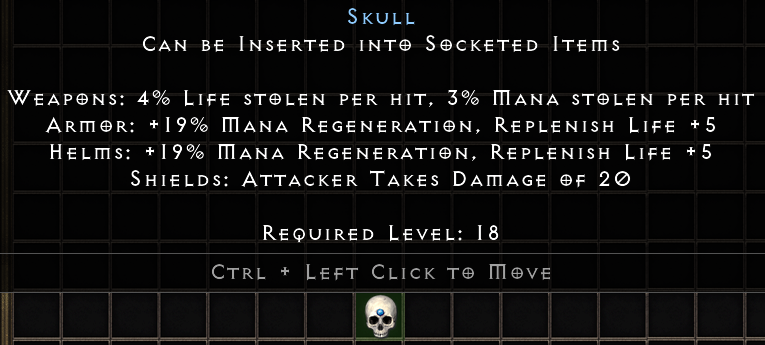 Skull
Can be Inserted into Socketed Items
Weapons: 4% Life stolen per hit, 3% Mana stolen per hit
Armor: +19% Mana Regeneration, Replenish Life +5
Helms: +19% Mana Regeneration, Replenish Life +5
Shields: Attacker Takes Damage of 20
Required Level: 18
Ctrl + Left Click to Move